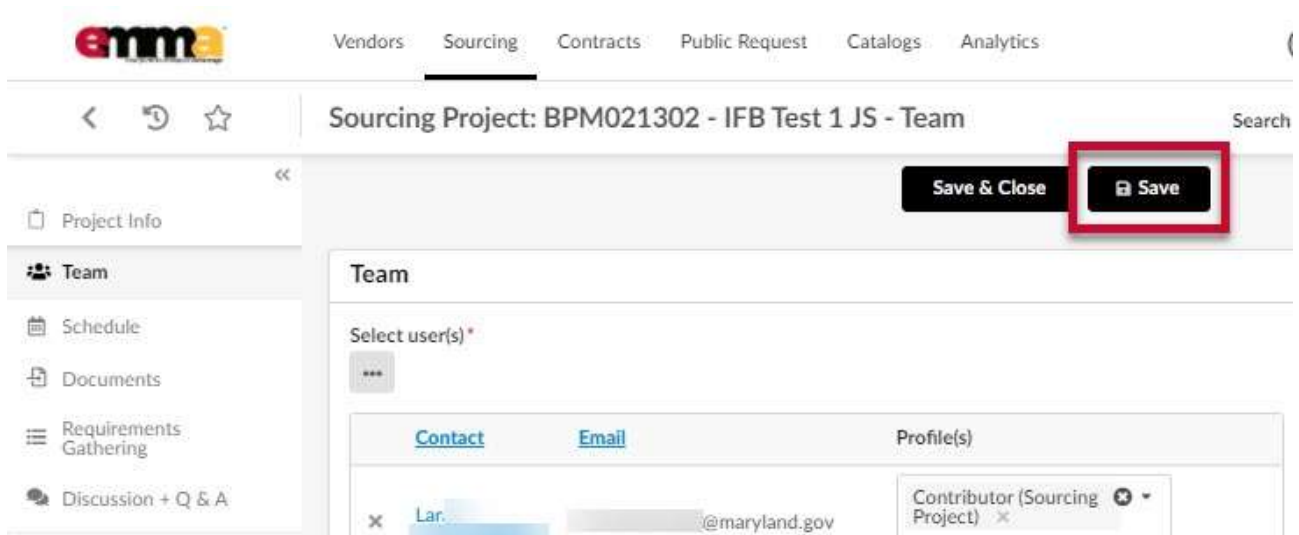 emma
Vendors Sourcing Contracts Public Request Catalogs Analytics
Sourcing Project: BPM021302 - IFB Test 1 JS - Team
Search
Save & Close
Save
Project Info
Team
Schedule
Documents
Requirements
Gathering
Discussion + Q & A
Team
Select user(s)*
Contact Email Profile(s)
Lar.
@maryland.gov
Contributor (Sourcing
Project)